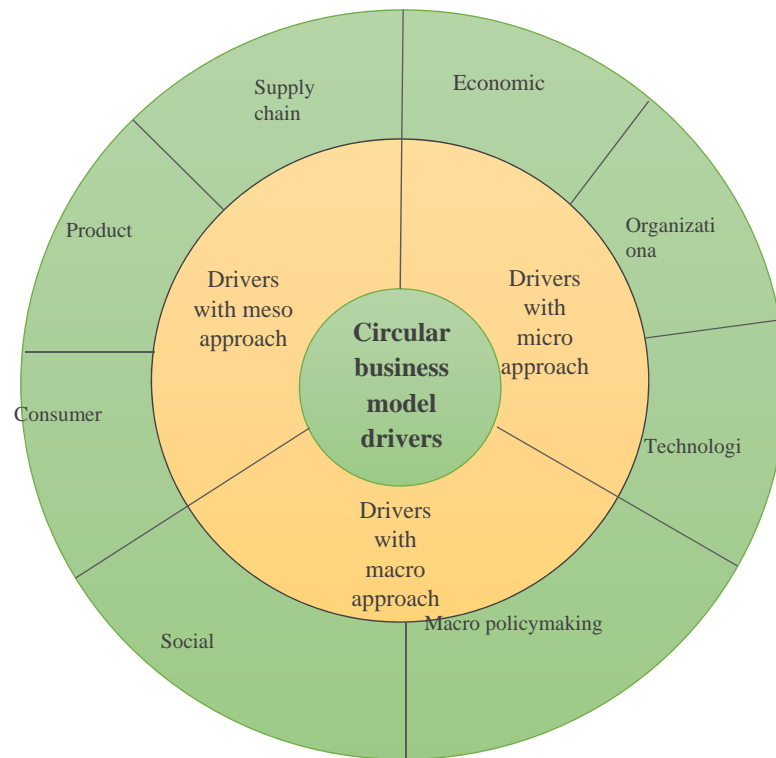 Supply
chain
Economic
Product
Organizati
ona
Drivers
with meso
approach
Drivers
with
micro
approach
Circular
business
model
drivers
Consumer
Technologi
Drivers
with
macro
approach
Macro policymaking
Social